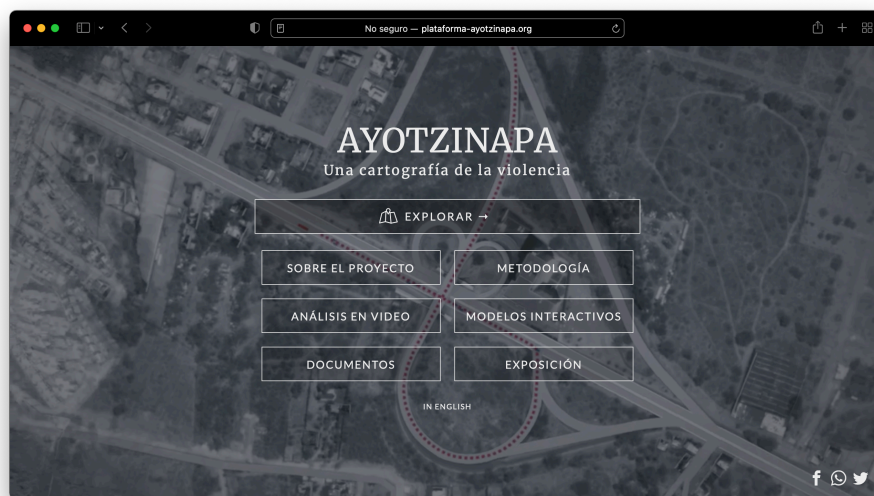 No seguro — plataforma-ayotzinapa.org
AYOTZINAPA
Una cartografía de la violencia
EXPLORAR →
SOBRE EL PROYECTO
METODOLOGÍA
ANÁLISIS EN VIDEO
MODELOS INTERACTIVOS
DOCUMENTOS
EXPOSICIÓN
IN ENGLISH